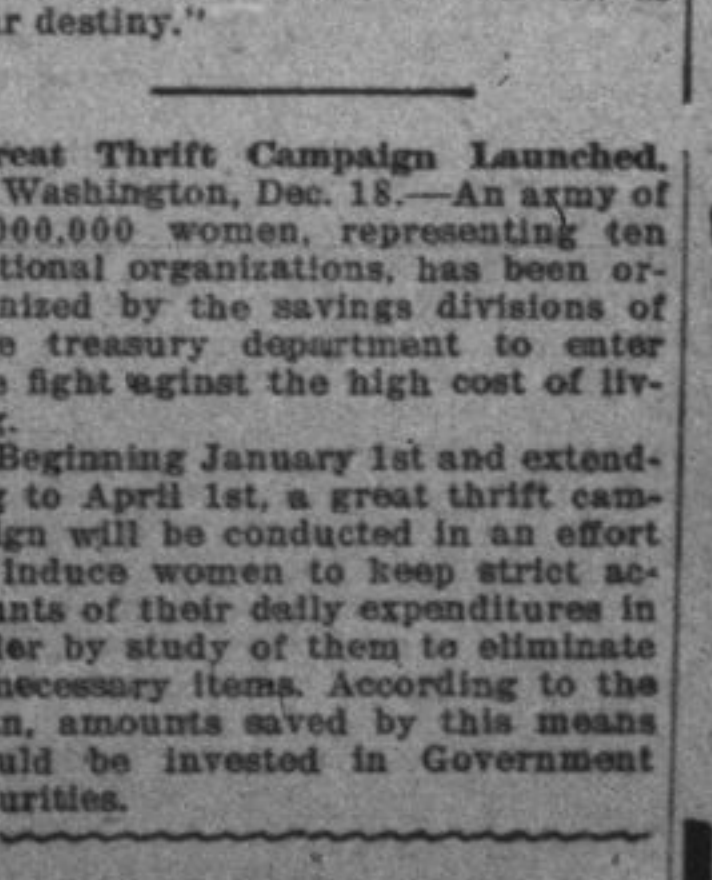 r destiny."
reat Thrift Campaign Launched.
Washington, Dec. 18.—An army of
000,000 women, representing ten
tional organizations, has been or-
nized by the savings divisions of
e treasury department to enter
e fight aginst the high cost of liv-
g.
Beginning January 1st and extend-
g to April 1st, a great thrift cam-
ign will be conducted in an effort
induce women to keep strict ac-
unts of their daily expenditures in
der by study of them to eliminate
necessary items. According to the
n, amounts saved by this means
uld be invested in Government
urities.